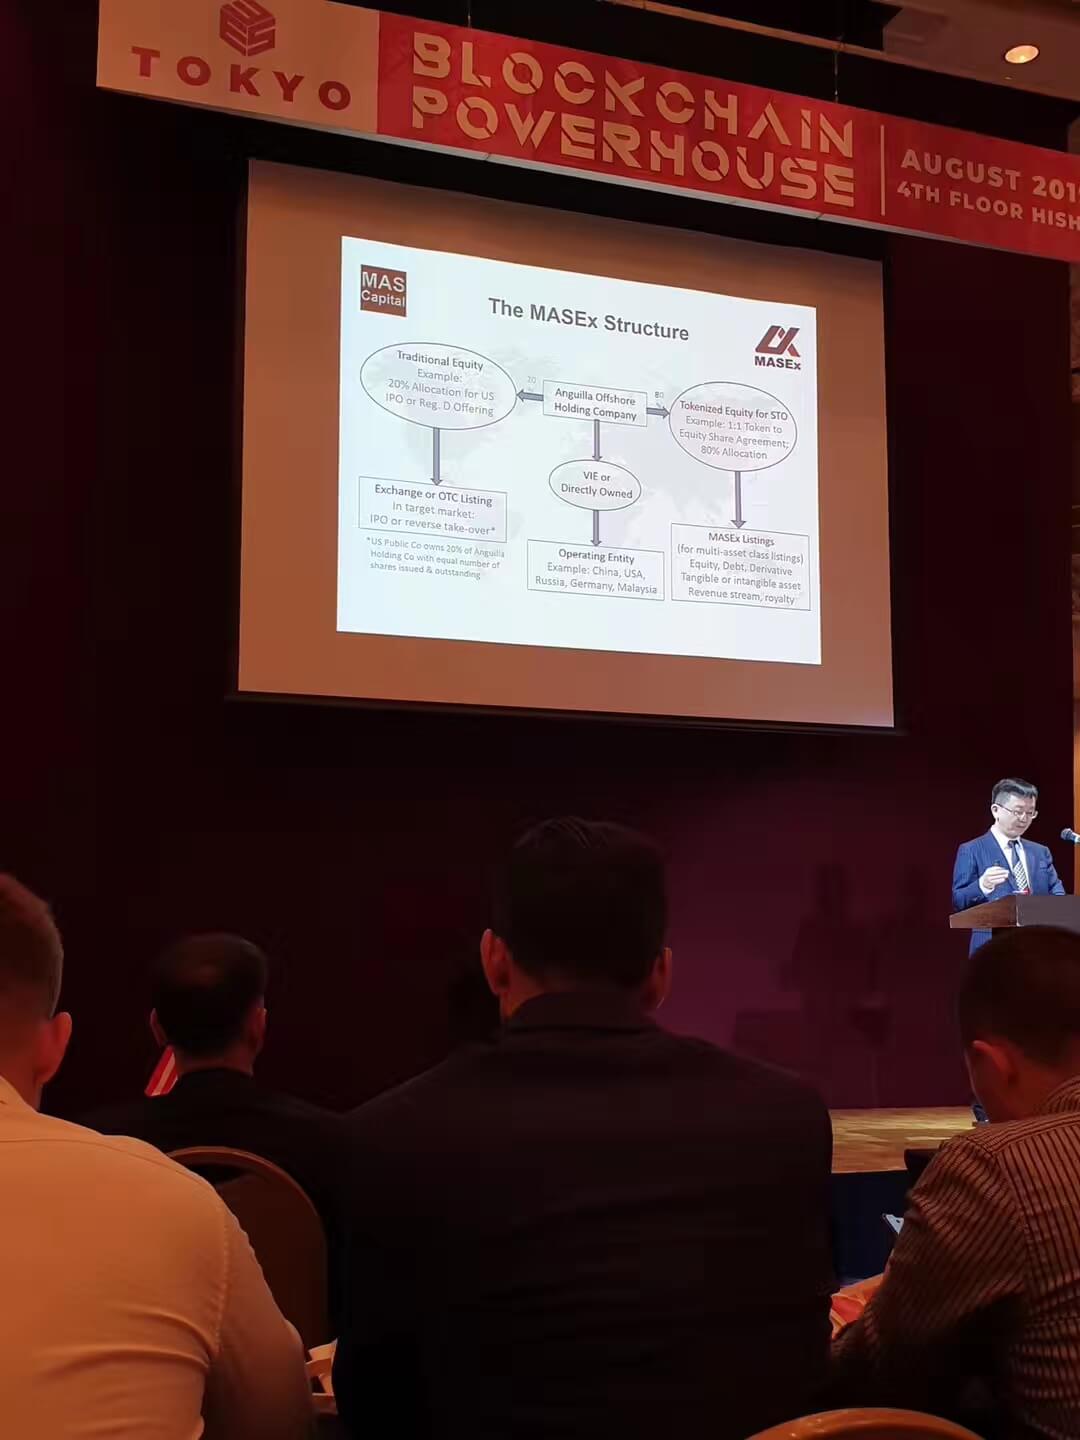 TOKYO
BLOCKCHAIN
POWERHOUSE
AUGUST 201
4TH FLOOR HISH
MAS
Capital
The MASEx Structure
MASEx
Traditional Equity
Example:
20% Allocation for US
IPO or Reg. D Offering
20
Anguilla Offshore
Holding Company
80
Tokenized Equity for STO
Example: 1:1 Token to
Equity Share Agreement;
80% Allocation
VIE or
Directly Owned
Exchange or OTC Listing
in target market:
IPO or reverse take-over*
*US Public Co owns 20% of Anguilla
Holding Co with equal number of
shares issued & outstanding
Operating Entity
Example: China, USA,
Russia, Germany, Malaysia
MASEx Listings
(for multi-asset class listings)
Equity, Debt, Derivative
Tangible or intangible asset
Revenue stream, royalty